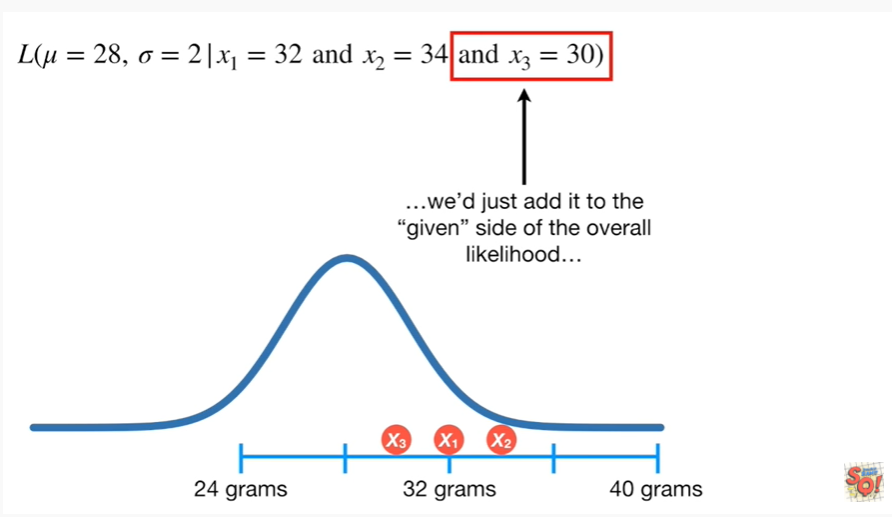 L(μ = 28, σ = 2 | x₁ = 32 and x₂ = 34 and x₃ = 30)
…we’d just add it to the
“given” side of the overall
likelihood…
X₃ X₁ X₂
24 grams 32 grams 40 grams
SQ!